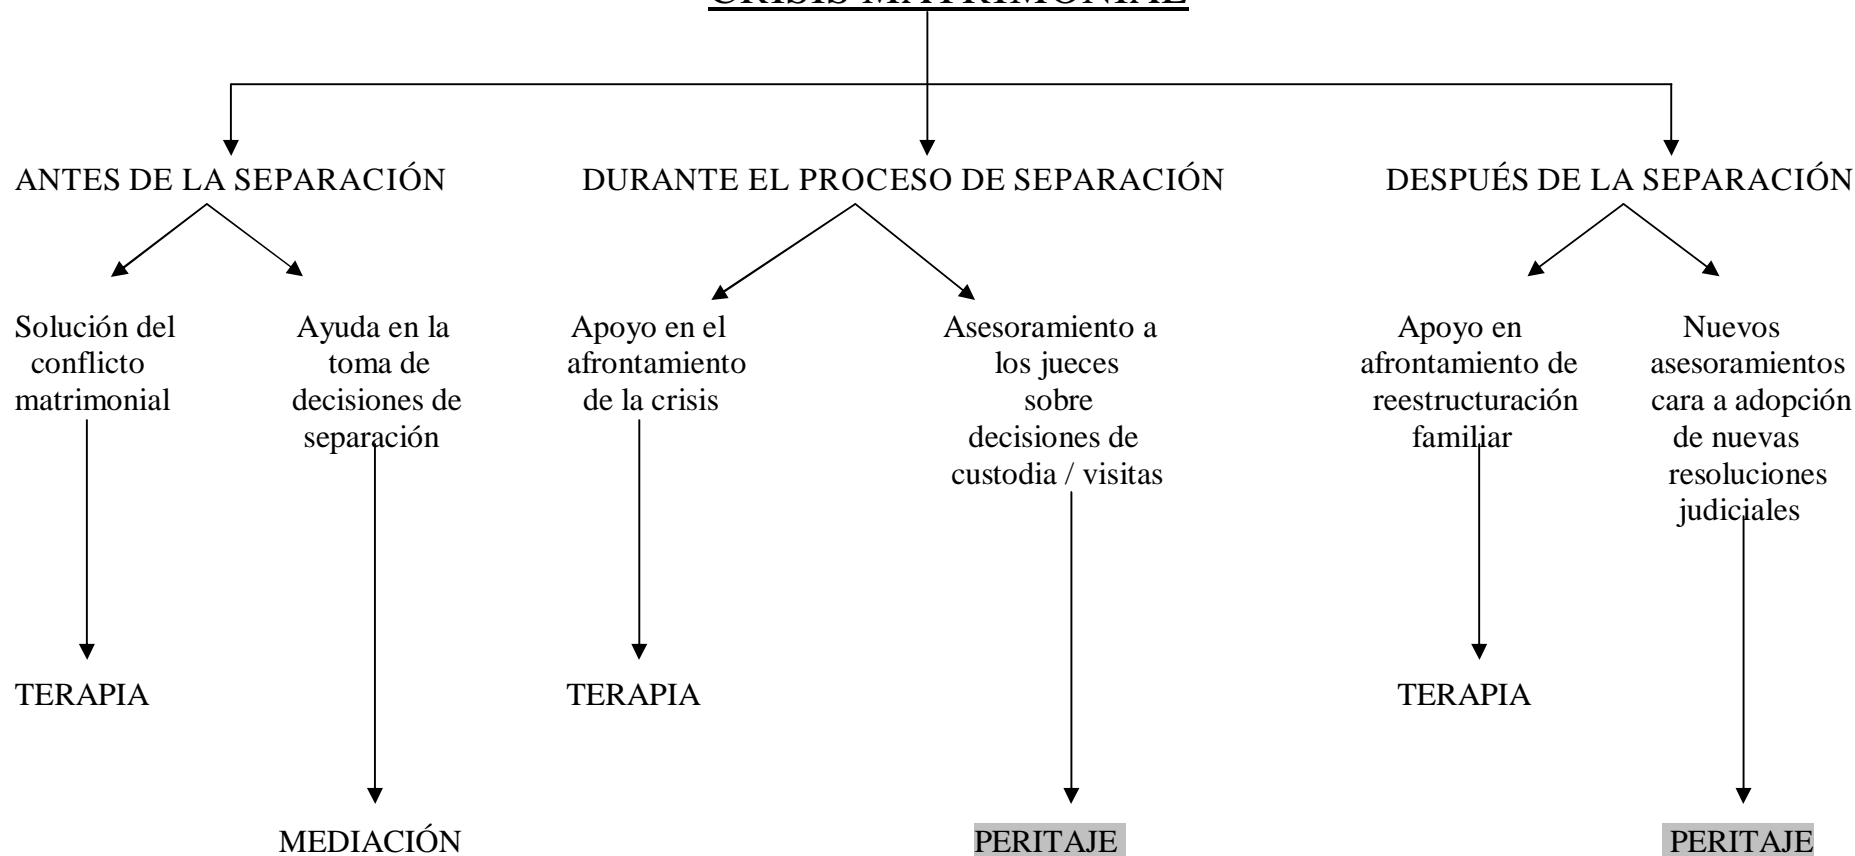 CRISIS MATRIMONIAL
ANTES DE LA SEPARACIÓN
DURANTE EL PROCESO DE SEPARACIÓN
DESPUÉS DE LA SEPARACIÓN
Solución del
conflicto
matrimonial
Ayuda en la
toma de
decisiones de
separación
Apoyo en el
afrontamiento
de la crisis
Asesoramiento a
los jueces
sobre
decisiones de
custodia / visitas
Apoyo en
afrontamiento de
reestructuración
familiar
Nuevos
asesoramientos
cara a adopción
de nuevas
resoluciones
judiciales
TERAPIA
TERAPIA
TERAPIA
MEDIACIÓN
PERITAJE
PERITAJE